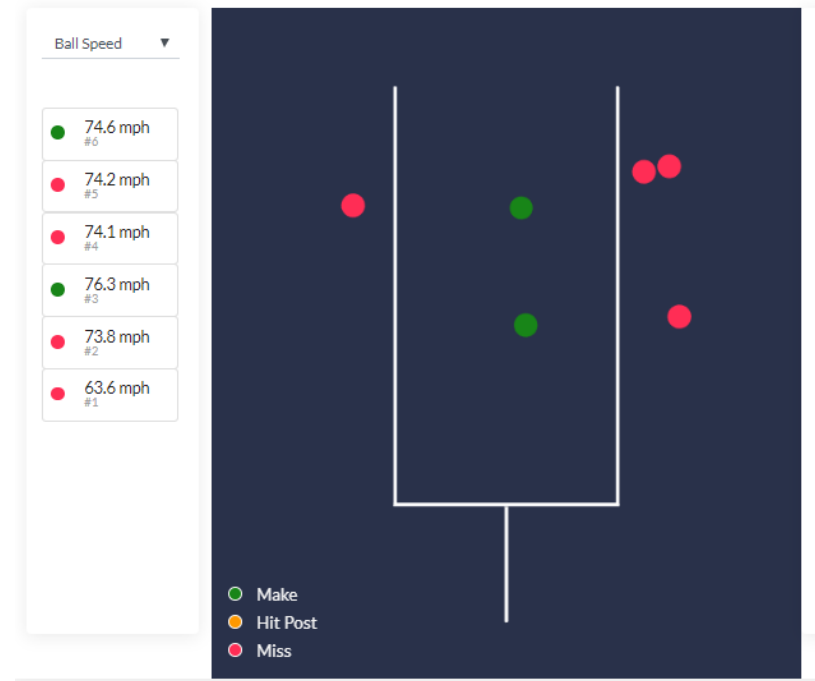 Ball Speed ▼
74.6 mph
#6
74.2 mph
#5
74.1 mph
#4
76.3 mph
#3
73.8 mph
#2
63.6 mph
#1
Make
Hit Post
Miss